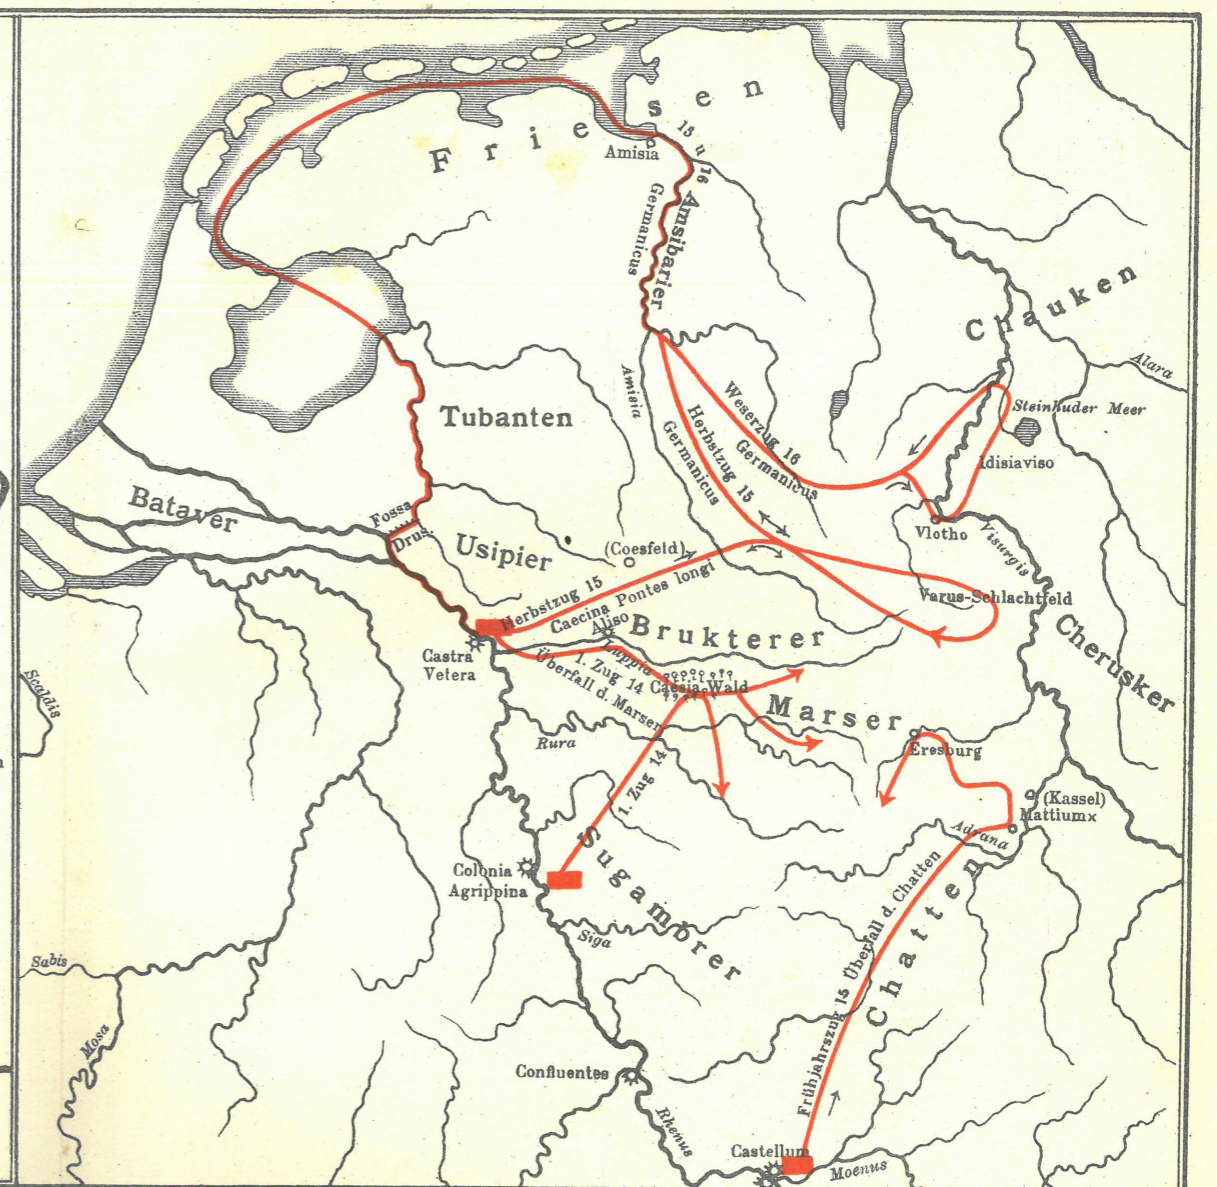 Friesen
Amisia
15 u 16
Germanicus
Amsibarier
Chauken
Alara
Amisia
Weserzug 16
Germanicus
Herbstzug 15
Germanicus
Steinhuder Meer
Idisiaviso
Tubanten
Bataver
Fossa
Drus.
Usipier
(Coesfeld)
Vlotho
Visurgis
Herbstzug 15
Caecina Pontes longi
Varus-Schlachtfeld
Aliso
Brukterer
Cherusker
Castra
Vetera
Luppia
1. Zug 14
Überfall d. Marser
Caesia-Wald
Marser
Scaldis
Rura
Eresburg
1. Zug 14
(Kassel)
Mattium x
Adrana
Sugambrer
Colonia
Agrippina
Chatten
Siga
Frühjahrszug 15 Überfall d. Chatten
Sabis
Mosa
Confluentes
Rhenus
Castellum
Moenus